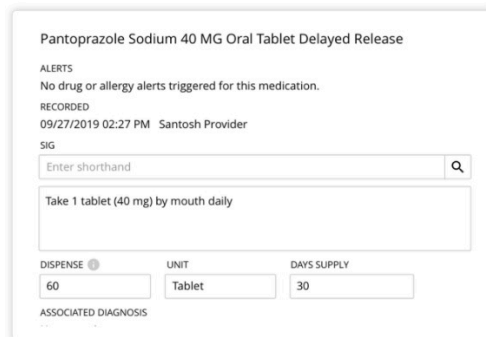 Pantoprazole Sodium 40 MG Oral Tablet Delayed Release
ALERTS
No drug or allergy alerts triggered for this medication.
RECORDED
09/27/2019 02:27 PM Santosh Provider
SIG
Enter shorthand
Take 1 tablet (40 mg) by mouth daily
DISPENSE UNIT DAYS SUPPLY
60 Tablet 30
ASSOCIATED DIAGNOSIS